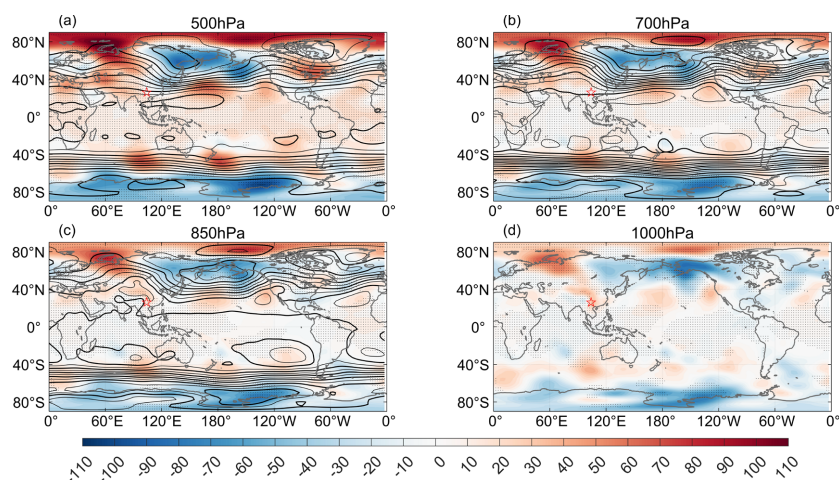 (a) 500hPa
80°N
40°N
0°
40°S
80°S
0° 60°E 120°E 180° 120°W 60°W 0°
(b) 700hPa
80°N
40°N
0°
40°S
80°S
0° 60°E 120°E 180° 120°W 60°W 0°
(c) 850hPa
80°N
40°N
0°
40°S
80°S
0° 60°E 120°E 180° 120°W 60°W 0°
(d) 1000hPa
80°N
40°N
0°
40°S
80°S
0° 60°E 120°E 180° 120°W 60°W 0°
-110 -100 -90 -80 -70 -60 -50 -40 -30 -20 -10 0 10 20 30 40 50 60 70 80 90 100 110